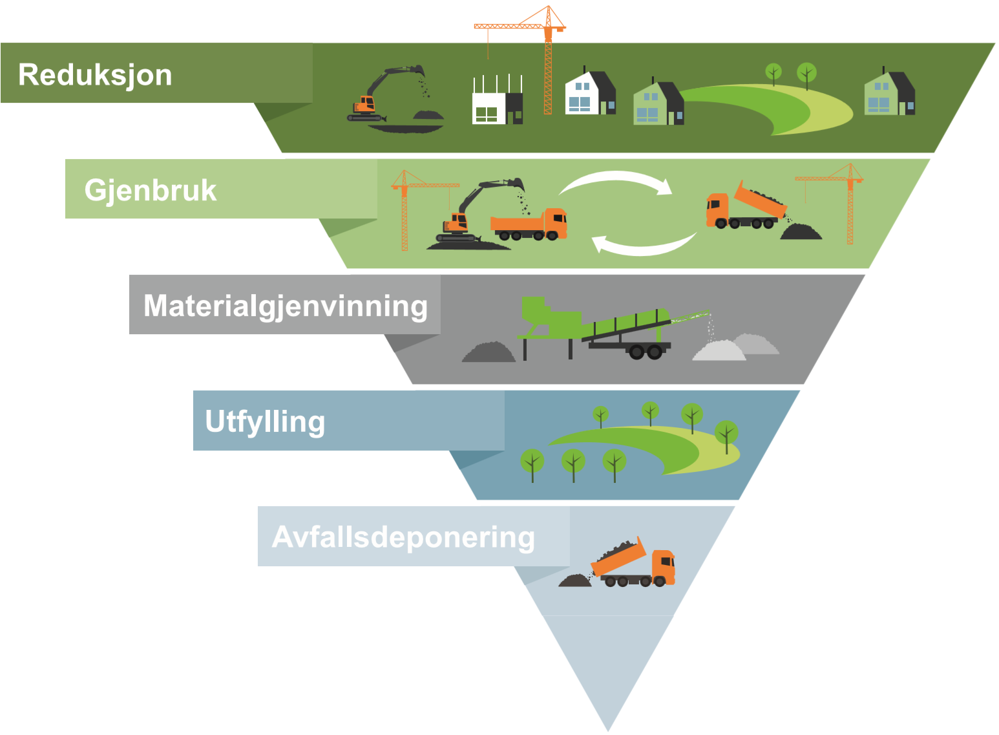 Reduksjon
Gjenbruk
Materialgjenvinning
Utfylling
Avfallsdeponering